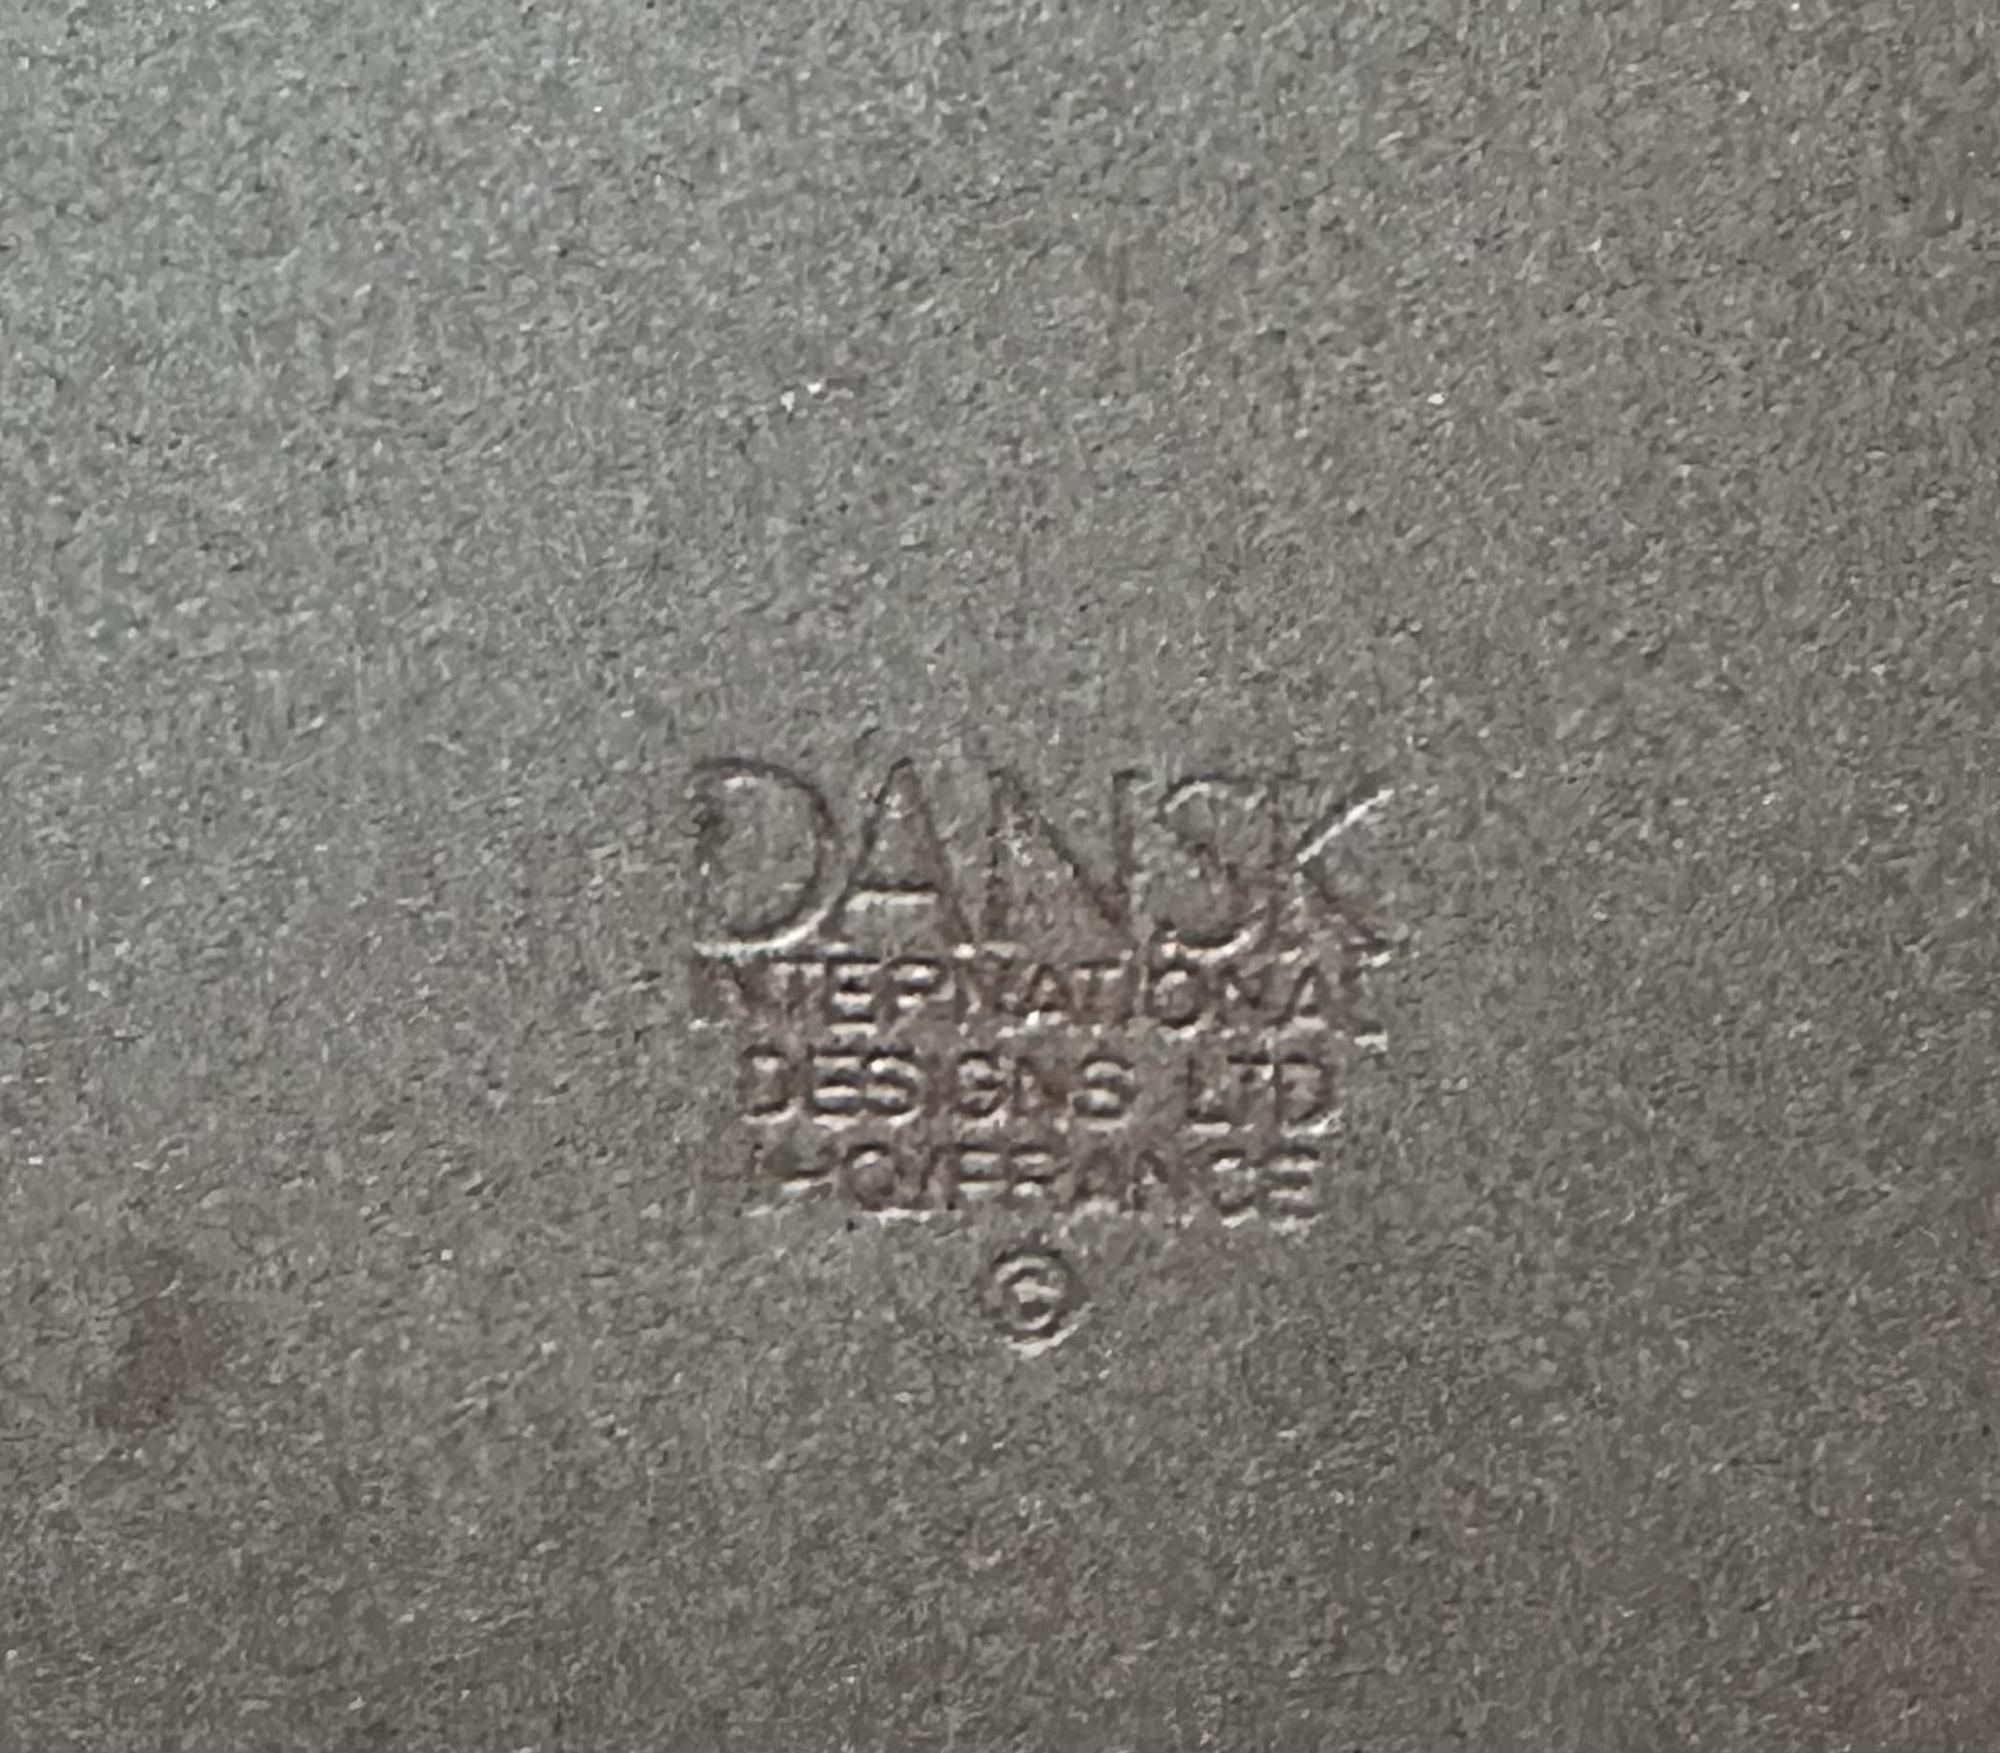 DANSK
INTERNATIONAL
DESIGNS LTD
FRANCE
©